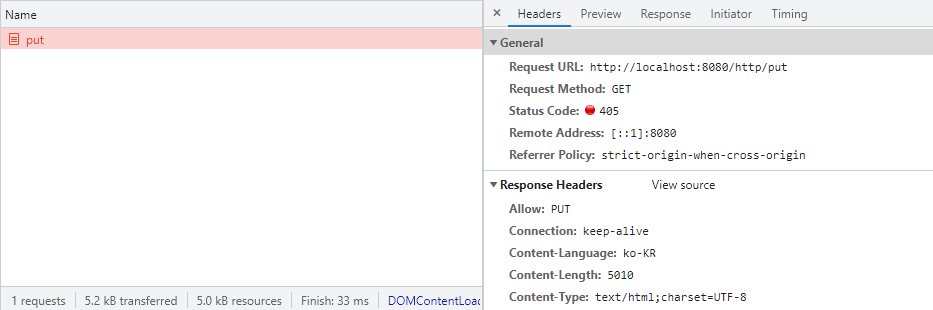 Name
put
1 requests 5.2 kB transferred 5.0 kB resources Finish: 33 ms DOMContentLoad
× Headers Preview Response Initiator Timing
▼ General
Request URL: http://localhost:8080/http/put
Request Method: GET
Status Code: 405
Remote Address: [::1]:8080
Referrer Policy: strict-origin-when-cross-origin
▼ Response Headers View source
Allow: PUT
Connection: keep-alive
Content-Language: ko-KR
Content-Length: 5010
Content-Type: text/html;charset=UTF-8